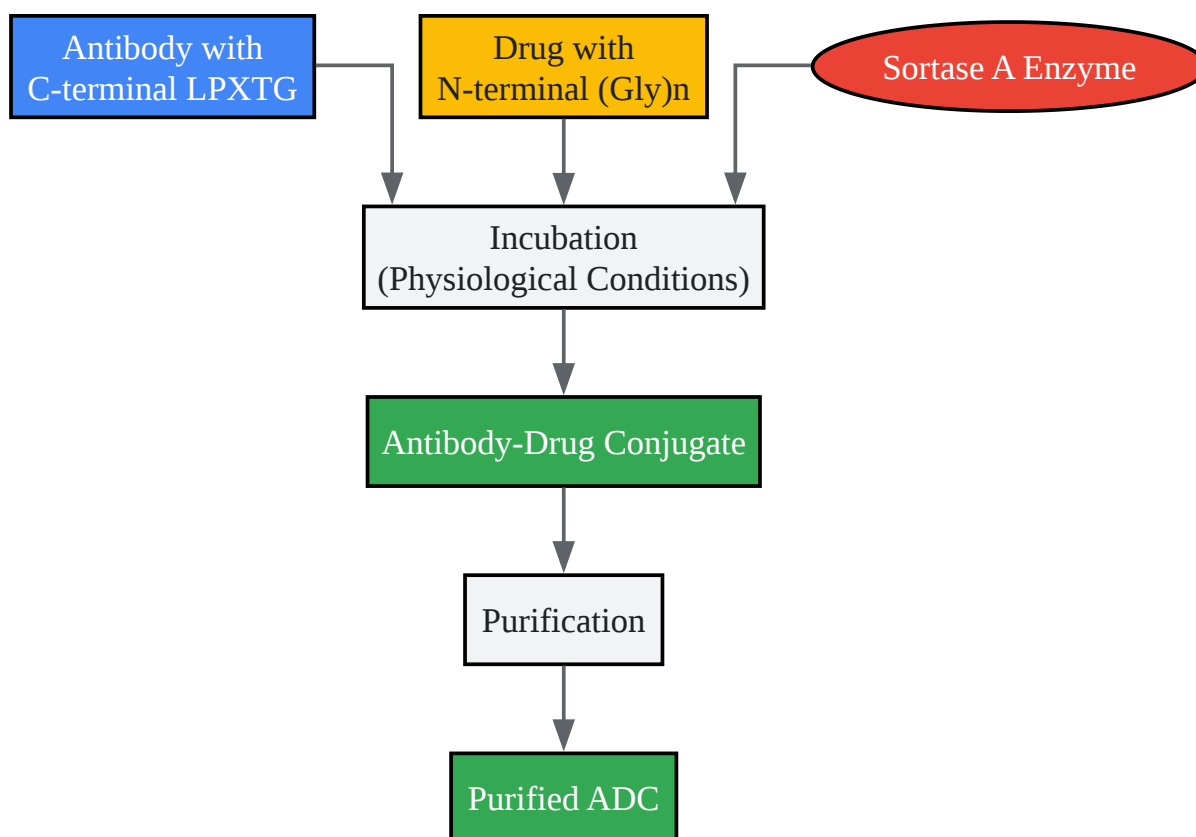 Antibody with
C-terminal LPXTG
Drug with
N-terminal (Gly)n
Sortase A Enzyme
Incubation
(Physiological Conditions)
Antibody-Drug Conjugate
Purification
Purified ADC